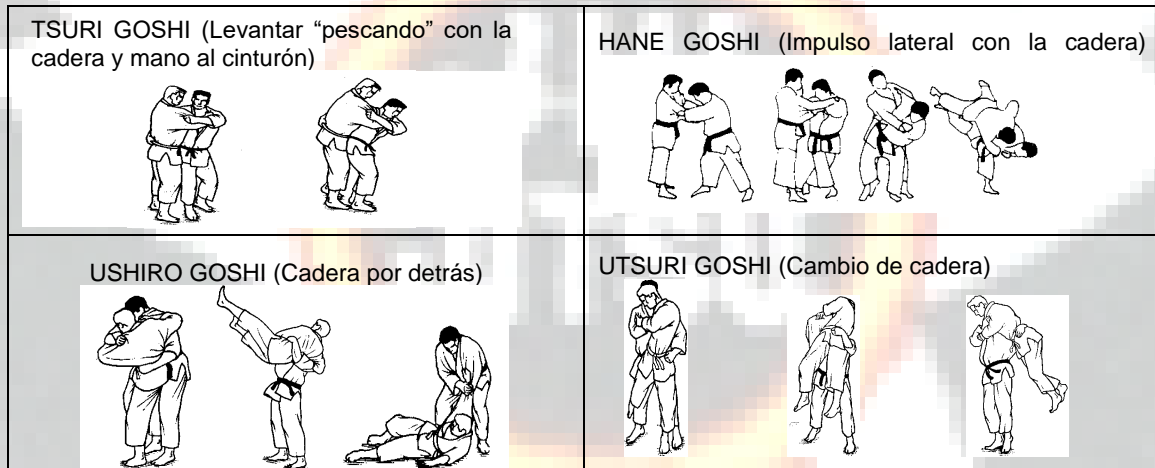 TSURI GOSHI (Levantar “pescando” con la
cadera y mano al cinturón)
HANE GOSHI (Impulso lateral con la cadera)
USHIRO GOSHI (Cadera por detrás)
UTSURI GOSHI (Cambio de cadera)